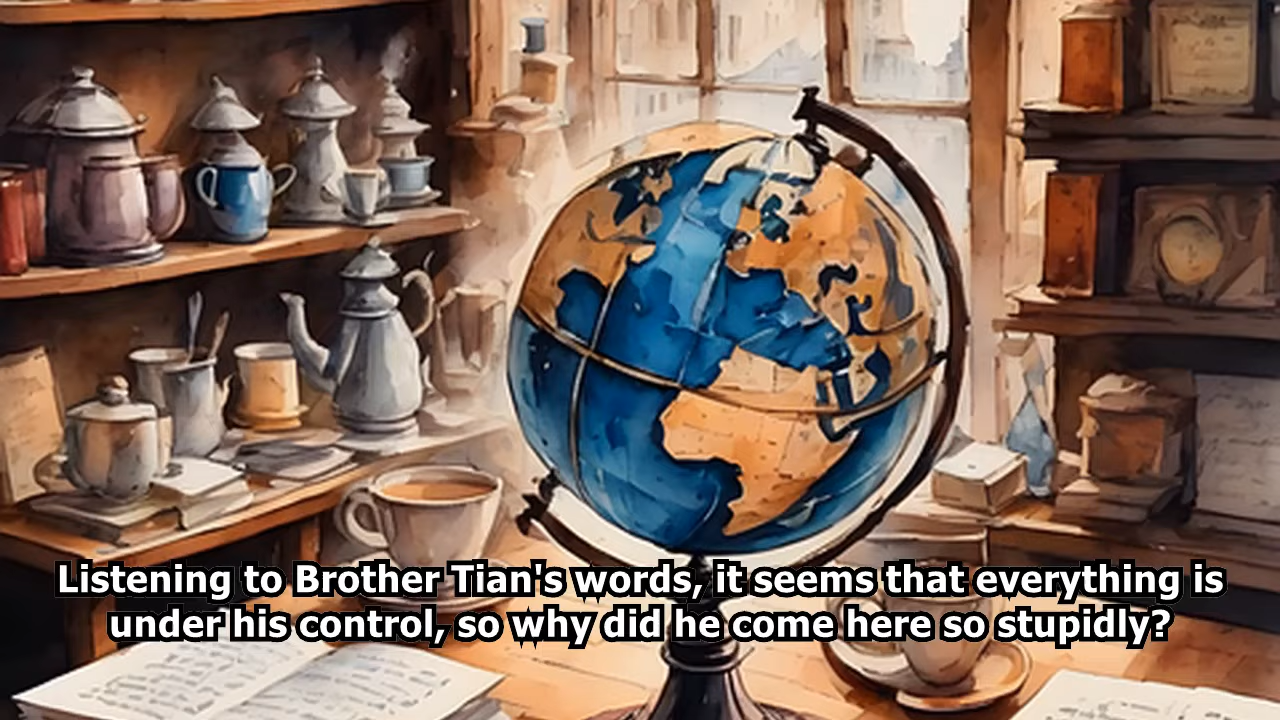 Listening to Brother Tian's words, it seems that everything is
under his control, so why did he come here so stupidly?